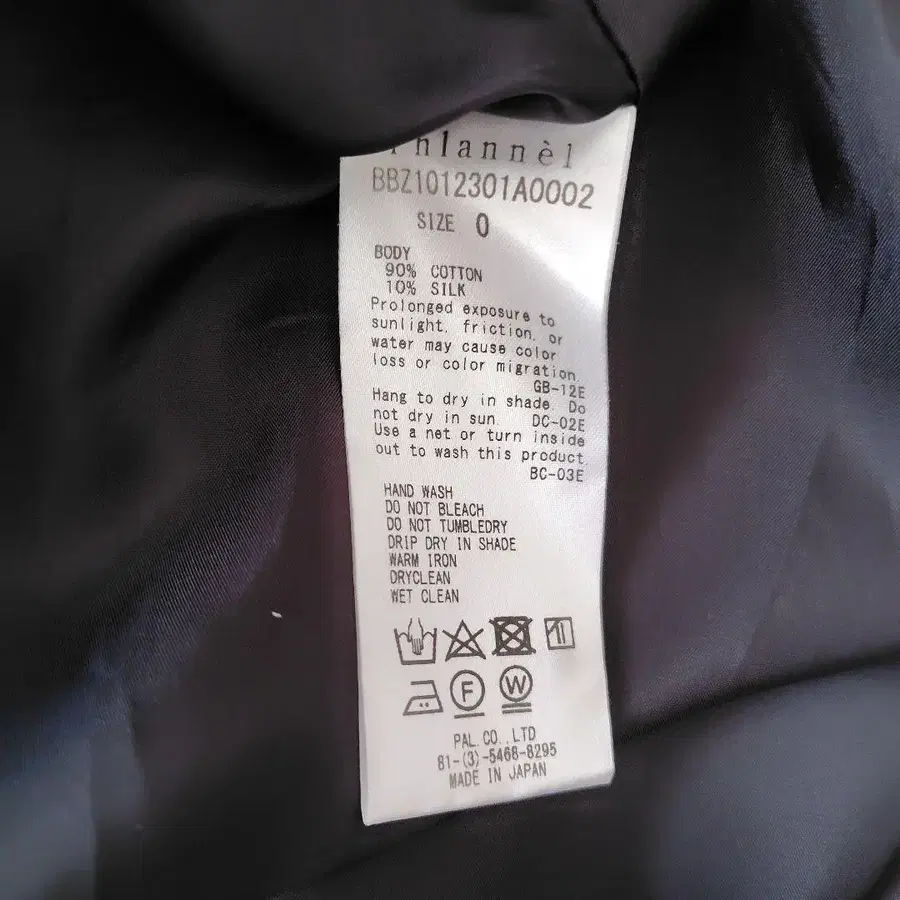 hlannèl
BBZ1012301A0002
SIZE 0
BODY
90% COTTON
10% SILK
Prolonged exposure to
sunlight, friction, or
water may cause color
loss or color migration
GB-12E
Hang to dry in shade. Do
not dry in sun. DC-02E
Use a net or turn inside
out to wash this product.
BC-03E
HAND WASH
DO NOT BLEACH
DO NOT TUMBLEDRY
DRIP DRY IN SHADE
WARM IRON
DRYCLEAN
WET CLEAN
F W
PAL.CO.,LTD
81-(3)-5468-8295
MADE IN JAPAN